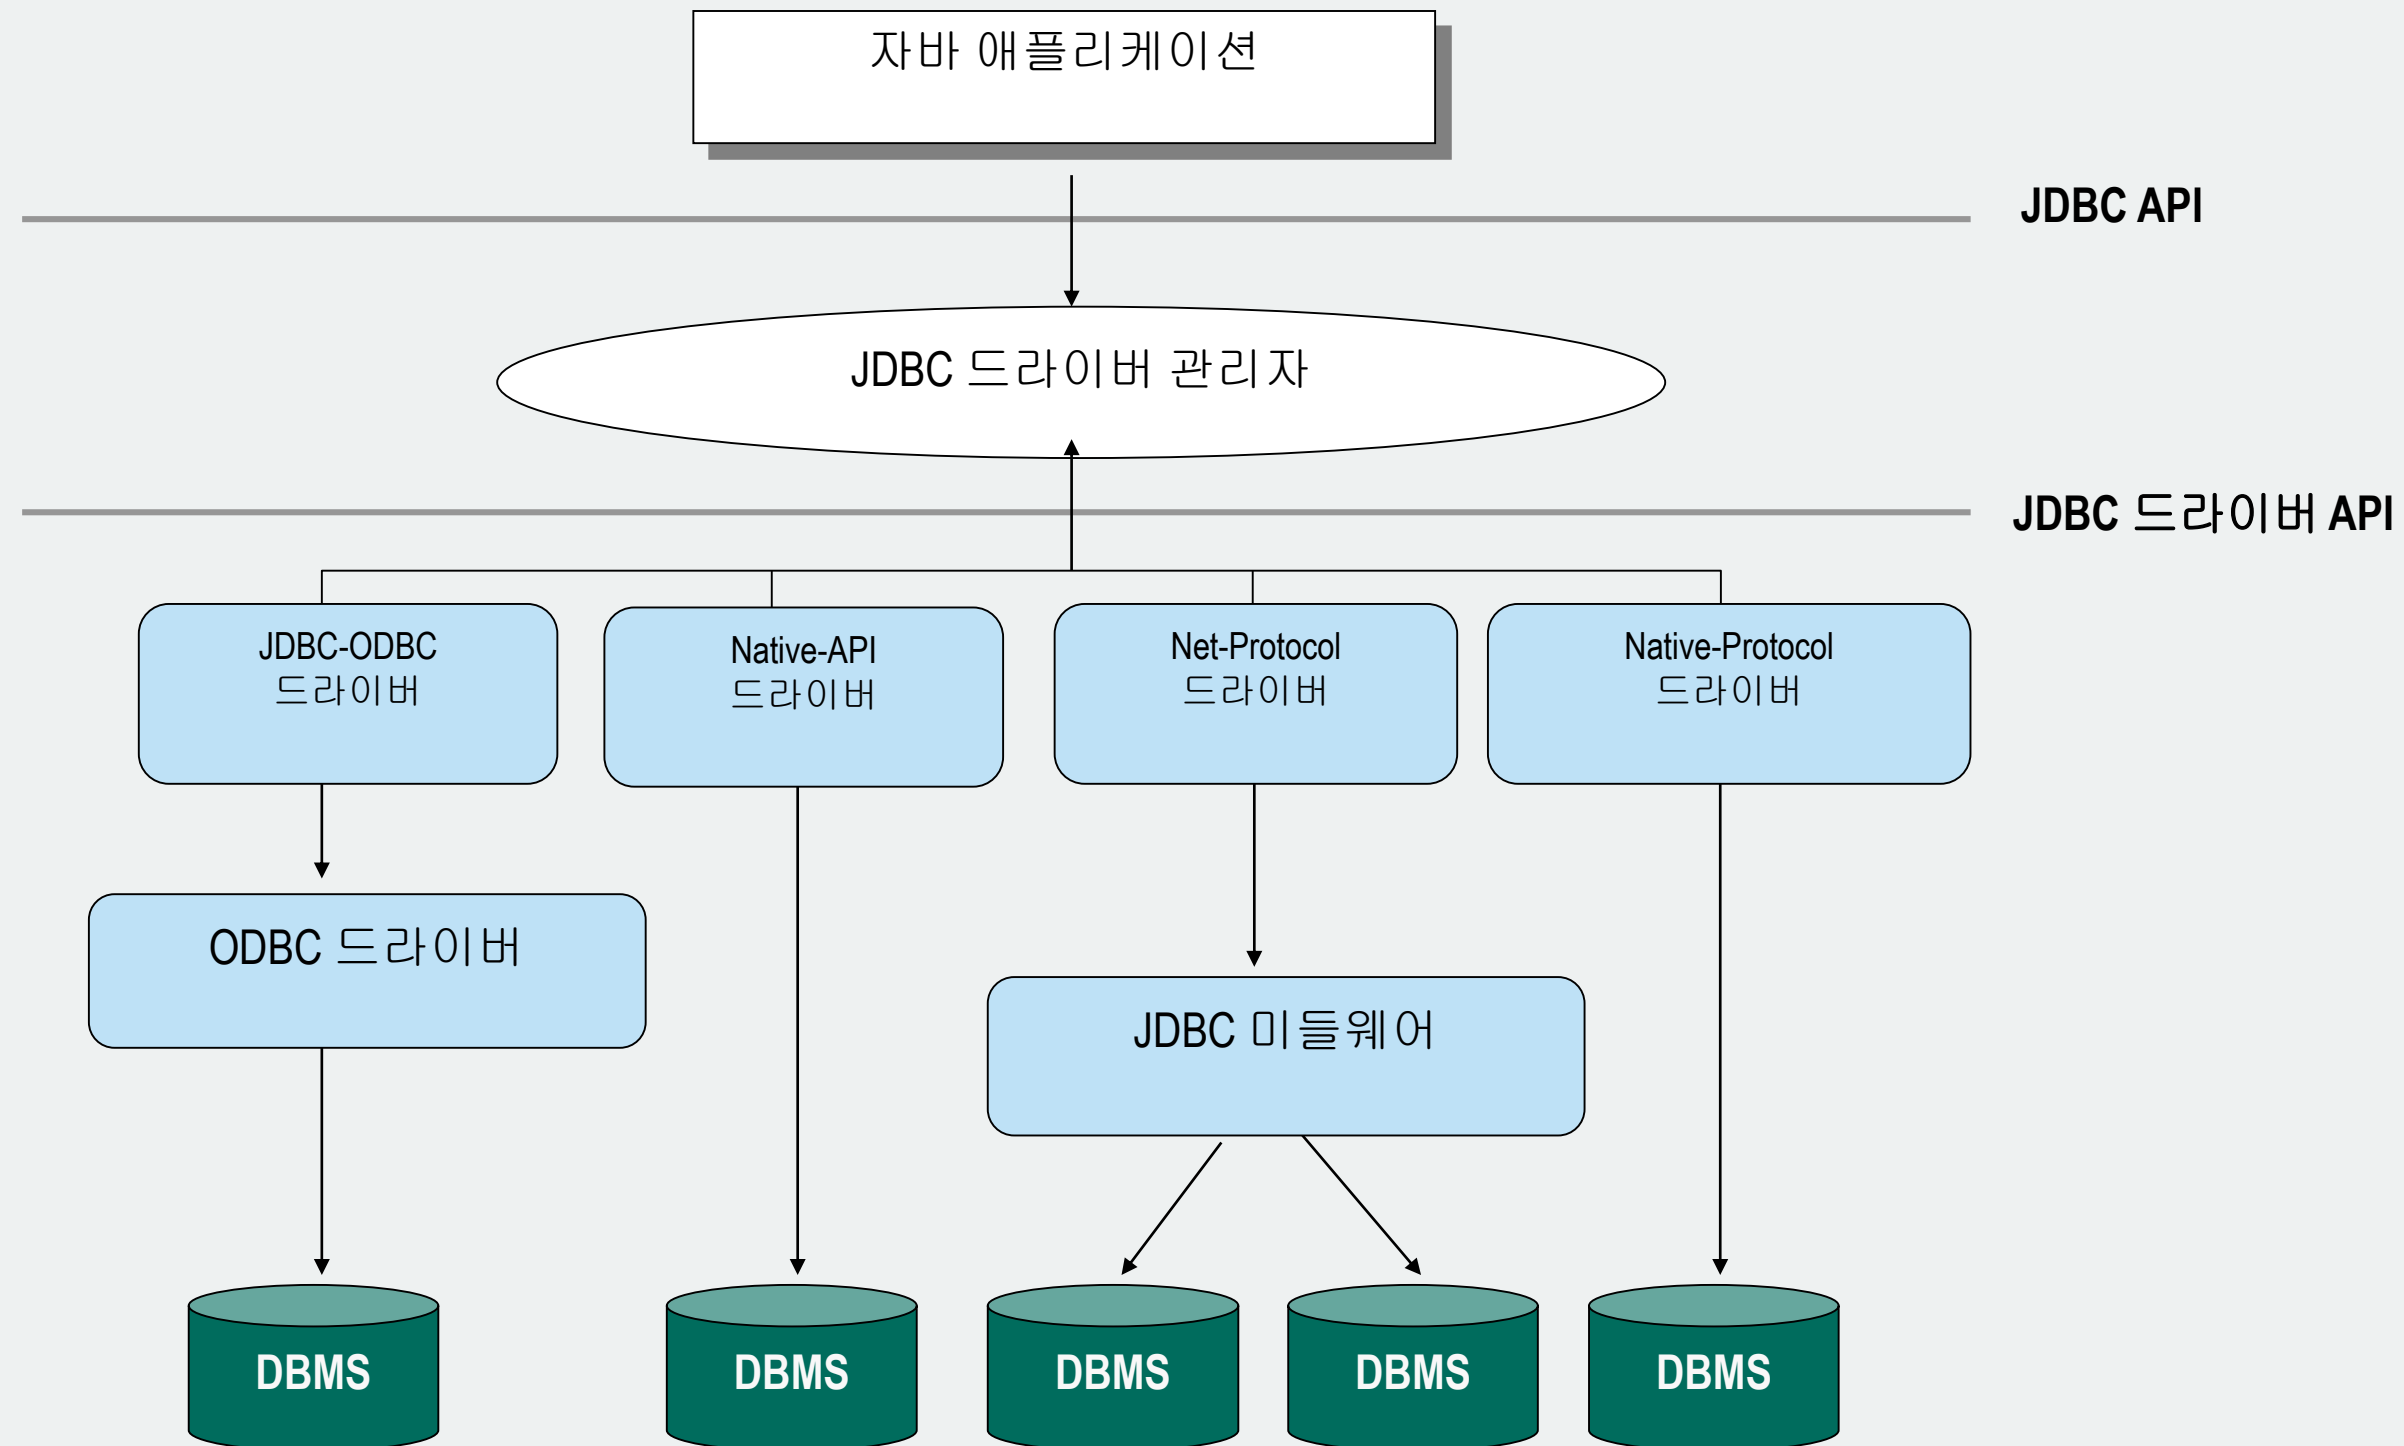 자바 애플리케이션
JDBC API
JDBC 드라이버 관리자
JDBC 드라이버 API
JDBC-ODBC
드라이버
Native-API
드라이버
Net-Protocol
드라이버
Native-Protocol
드라이버
ODBC 드라이버
JDBC 미들웨어
DBMS
DBMS
DBMS
DBMS
DBMS